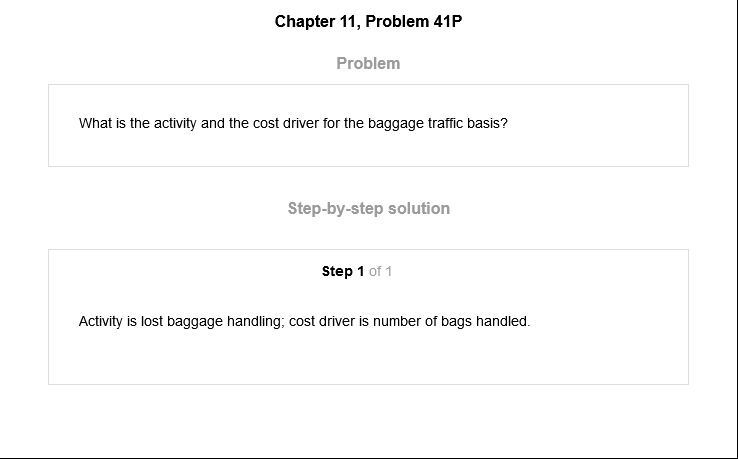 Chapter 11, Problem 41P
Problem
What is the activity and the cost driver for the baggage traffic basis?
Step-by-step solution
Step 1 of 1
Activity is lost baggage handling; cost driver is number of bags handled.